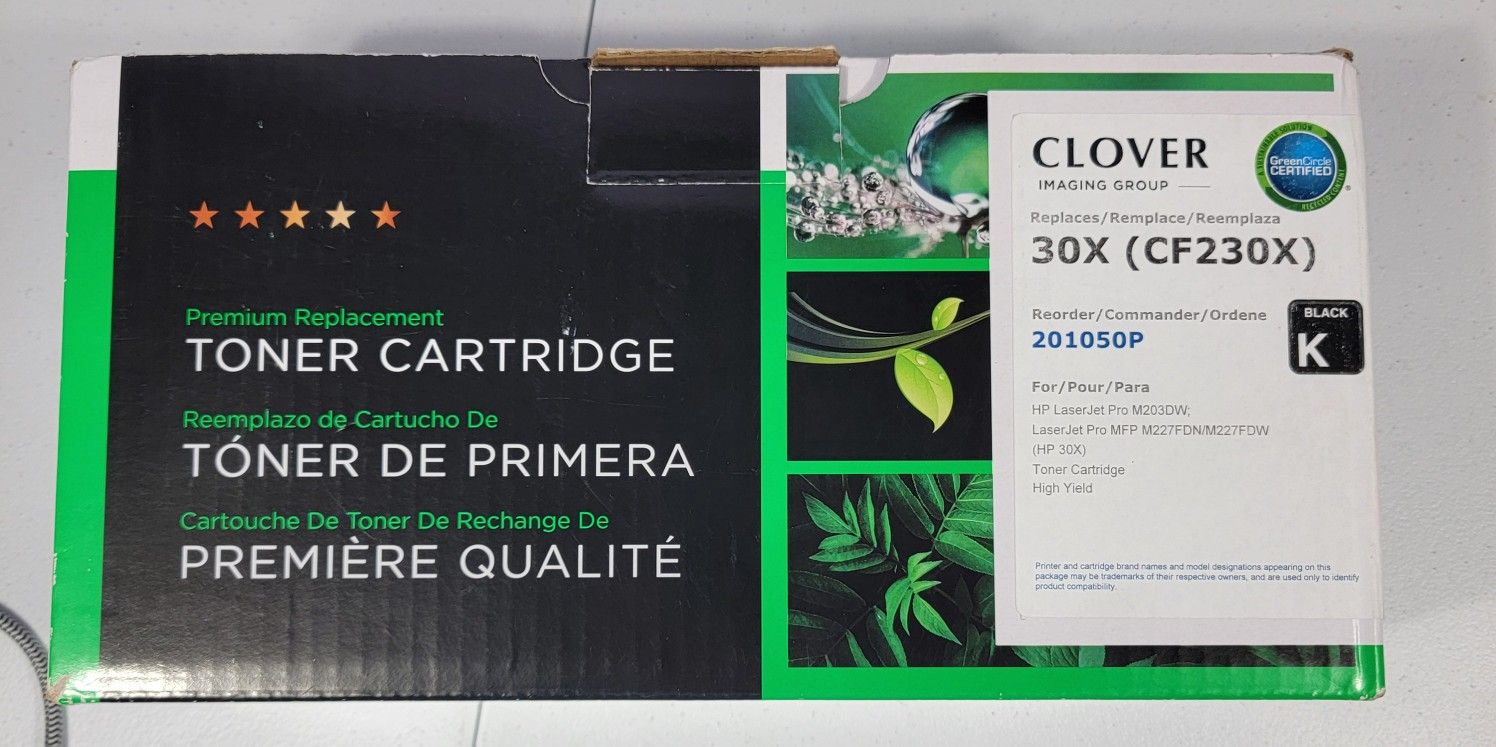 Premium Replacement
TONER CARTRIDGE
Reemplazo de Cartucho De
TÓNER DE PRIMERA
Cartouche De Toner De Rechange De
PREMIÈRE QUALITÉ
CLOVER
IMAGING GROUP
SUSTAINABLE SOLUTION
GreenCircle
CERTIFIED
RECYCLED CONTENT
®
Replaces/Remplace/Reemplaza
30X (CF230X)
Reorder/Commander/Ordene
201050P
BLACK
K
For/Pour/Para
HP LaserJet Pro M203DW;
LaserJet Pro MFP M227FDN/M227FDW
(HP 30X)
Toner Cartridge
High Yield
Printer and cartridge brand names and model designations appearing on this
package may be trademarks of their respective owners, and are used only to identify
product compatibility.